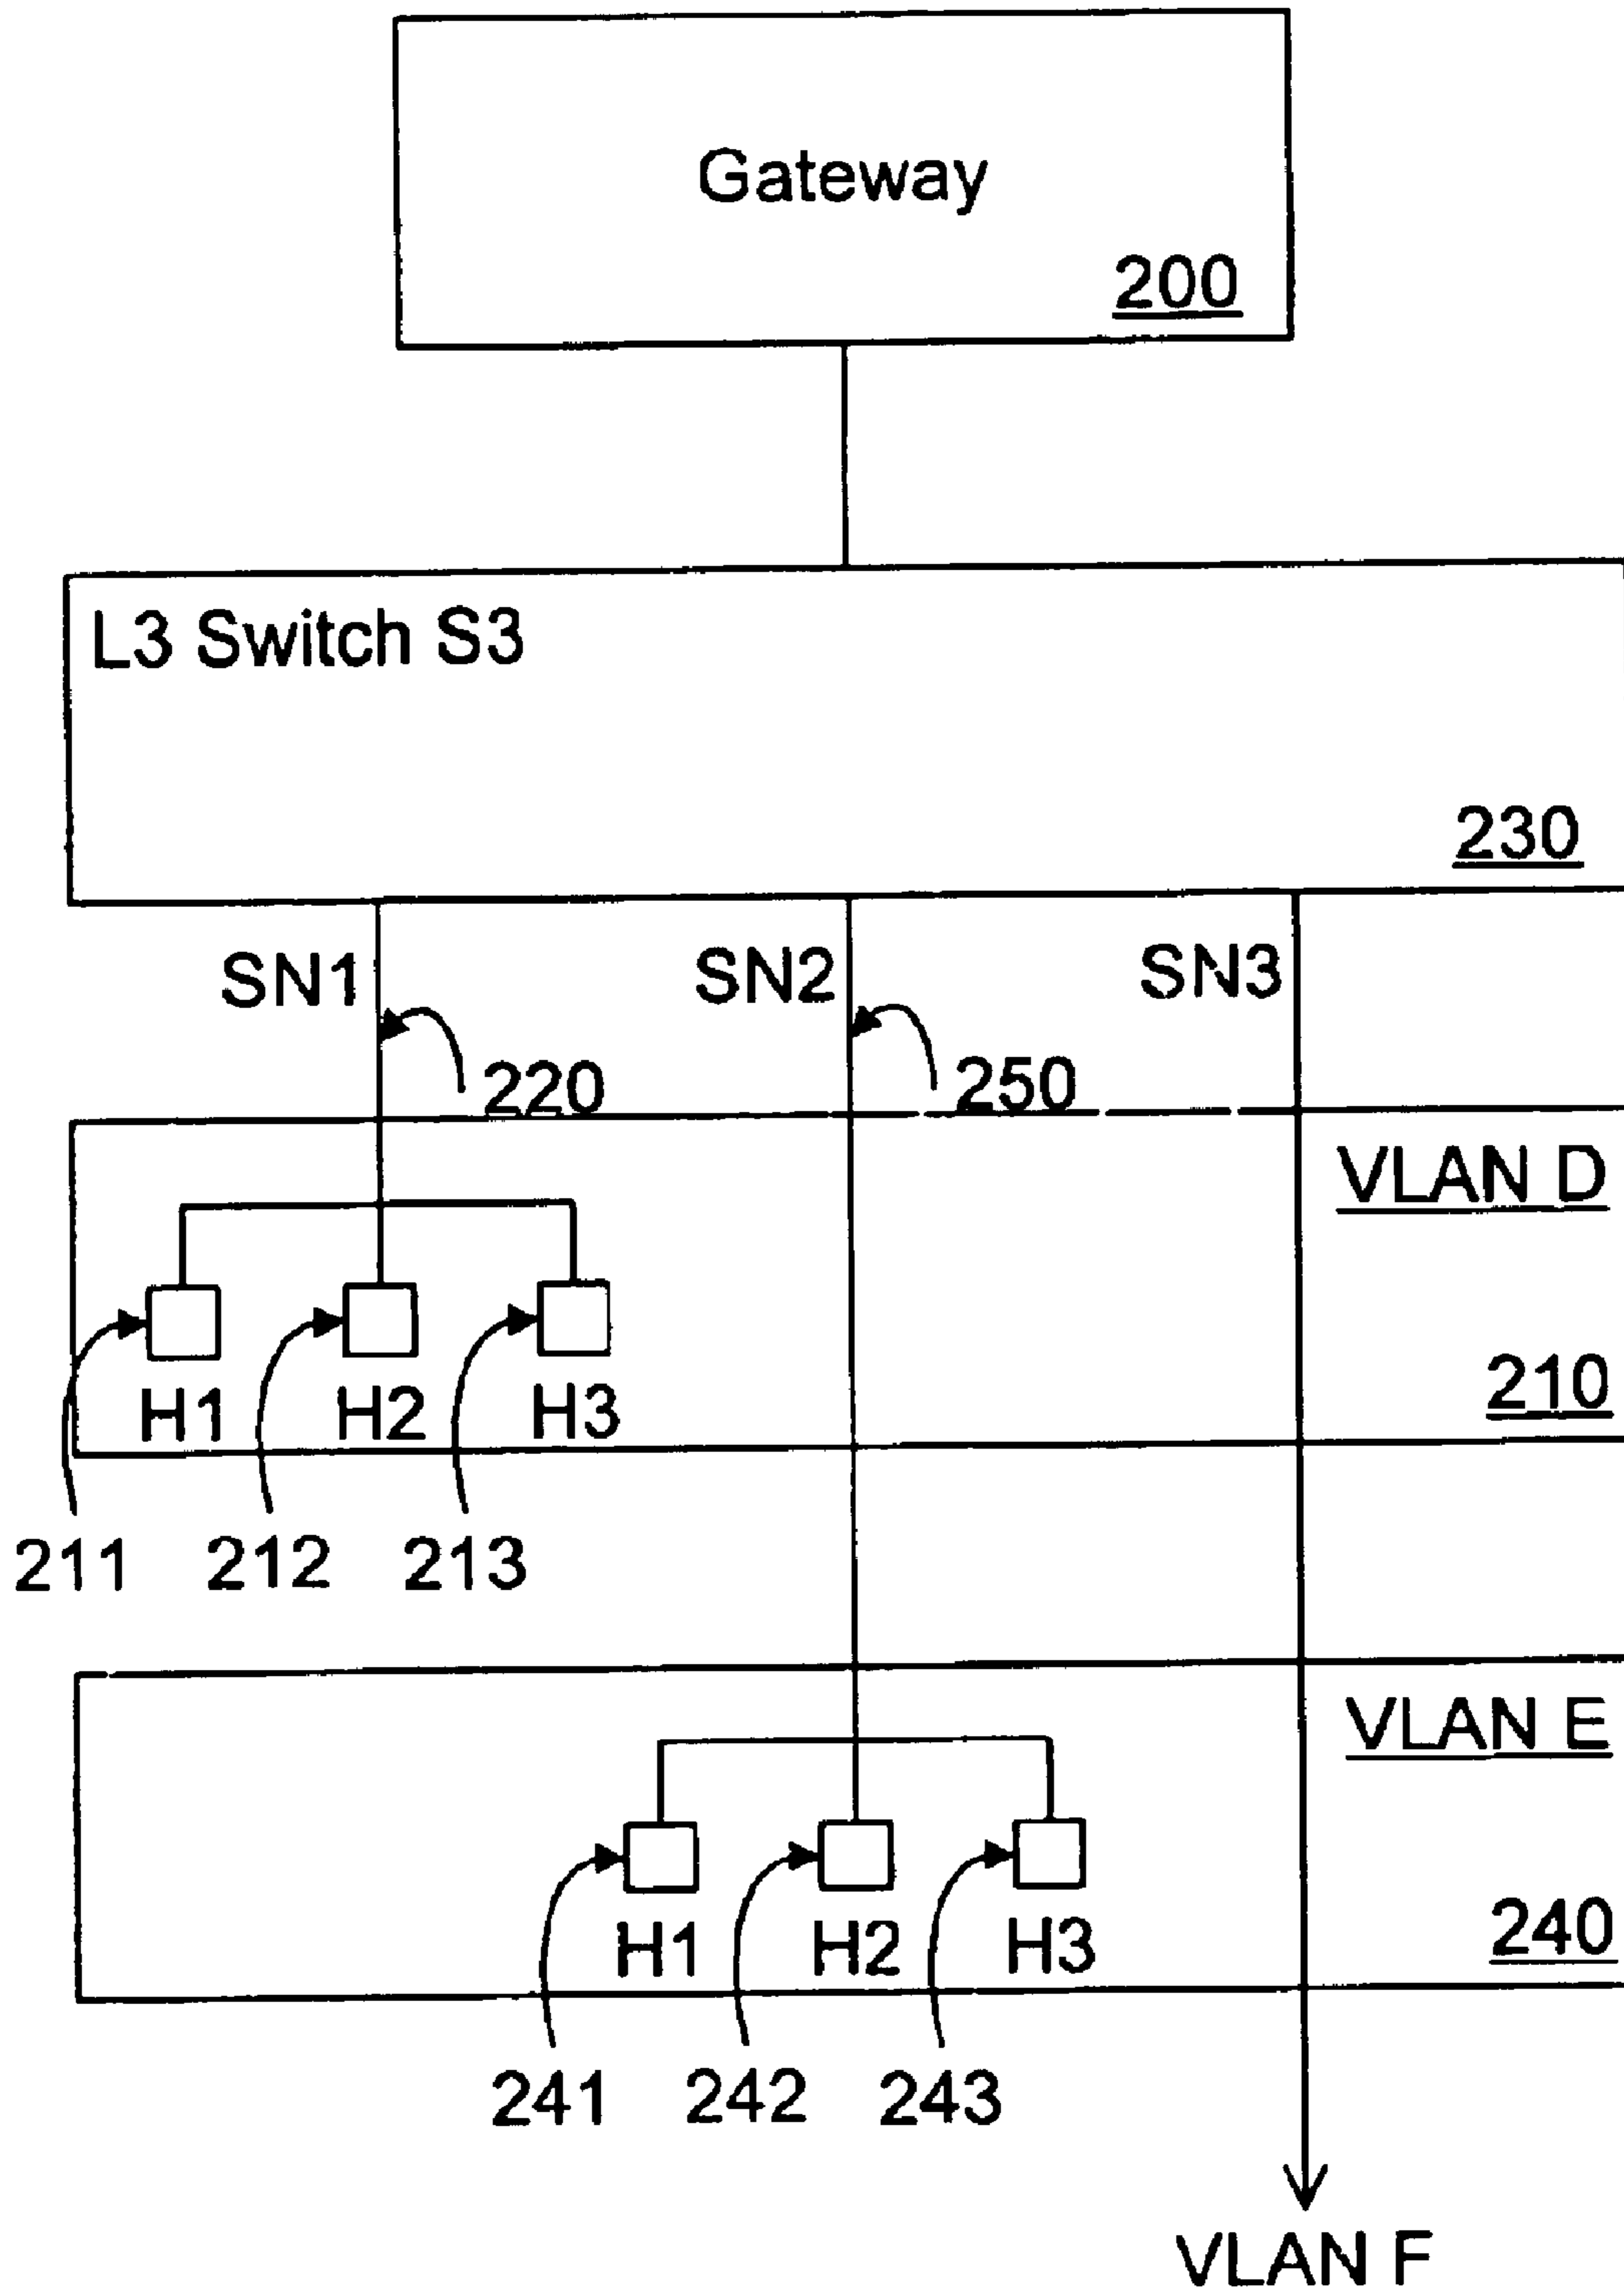 Gateway
200
L3 Switch S3
230
SN1
SN2
SN3
220
250
VLAN D
210
H1
H2
H3
211
212
213
VLAN E
240
H1
H2
H3
241
242
243
VLAN F